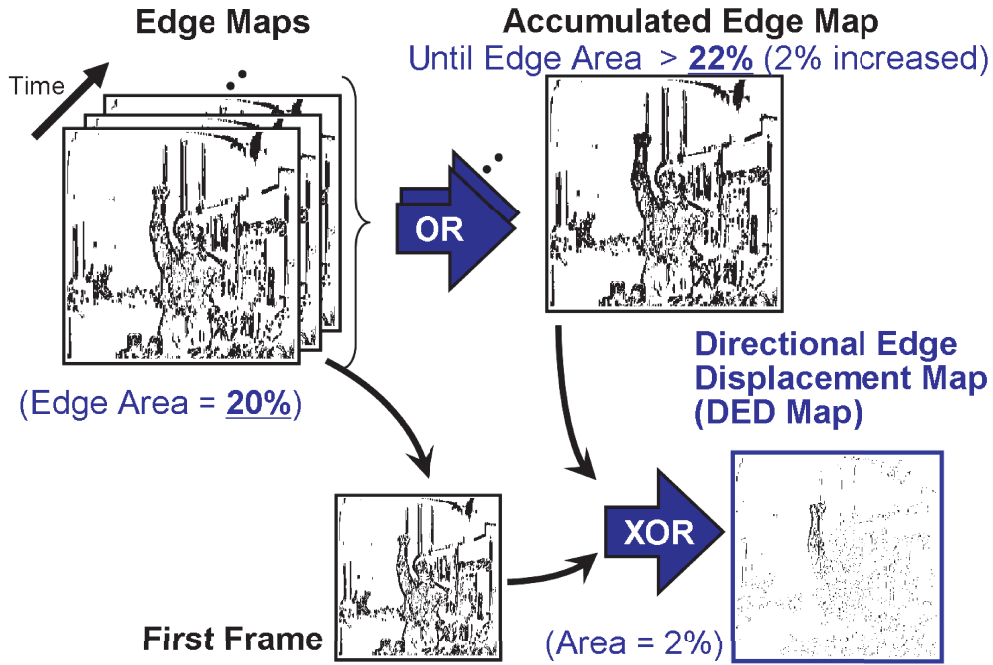 Edge Maps
Accumulated Edge Map
Until Edge Area > 22% (2% increased)
Time
OR
(Edge Area = 20%)
Directional Edge
Displacement Map
(DED Map)
XOR
First Frame
(Area = 2%)